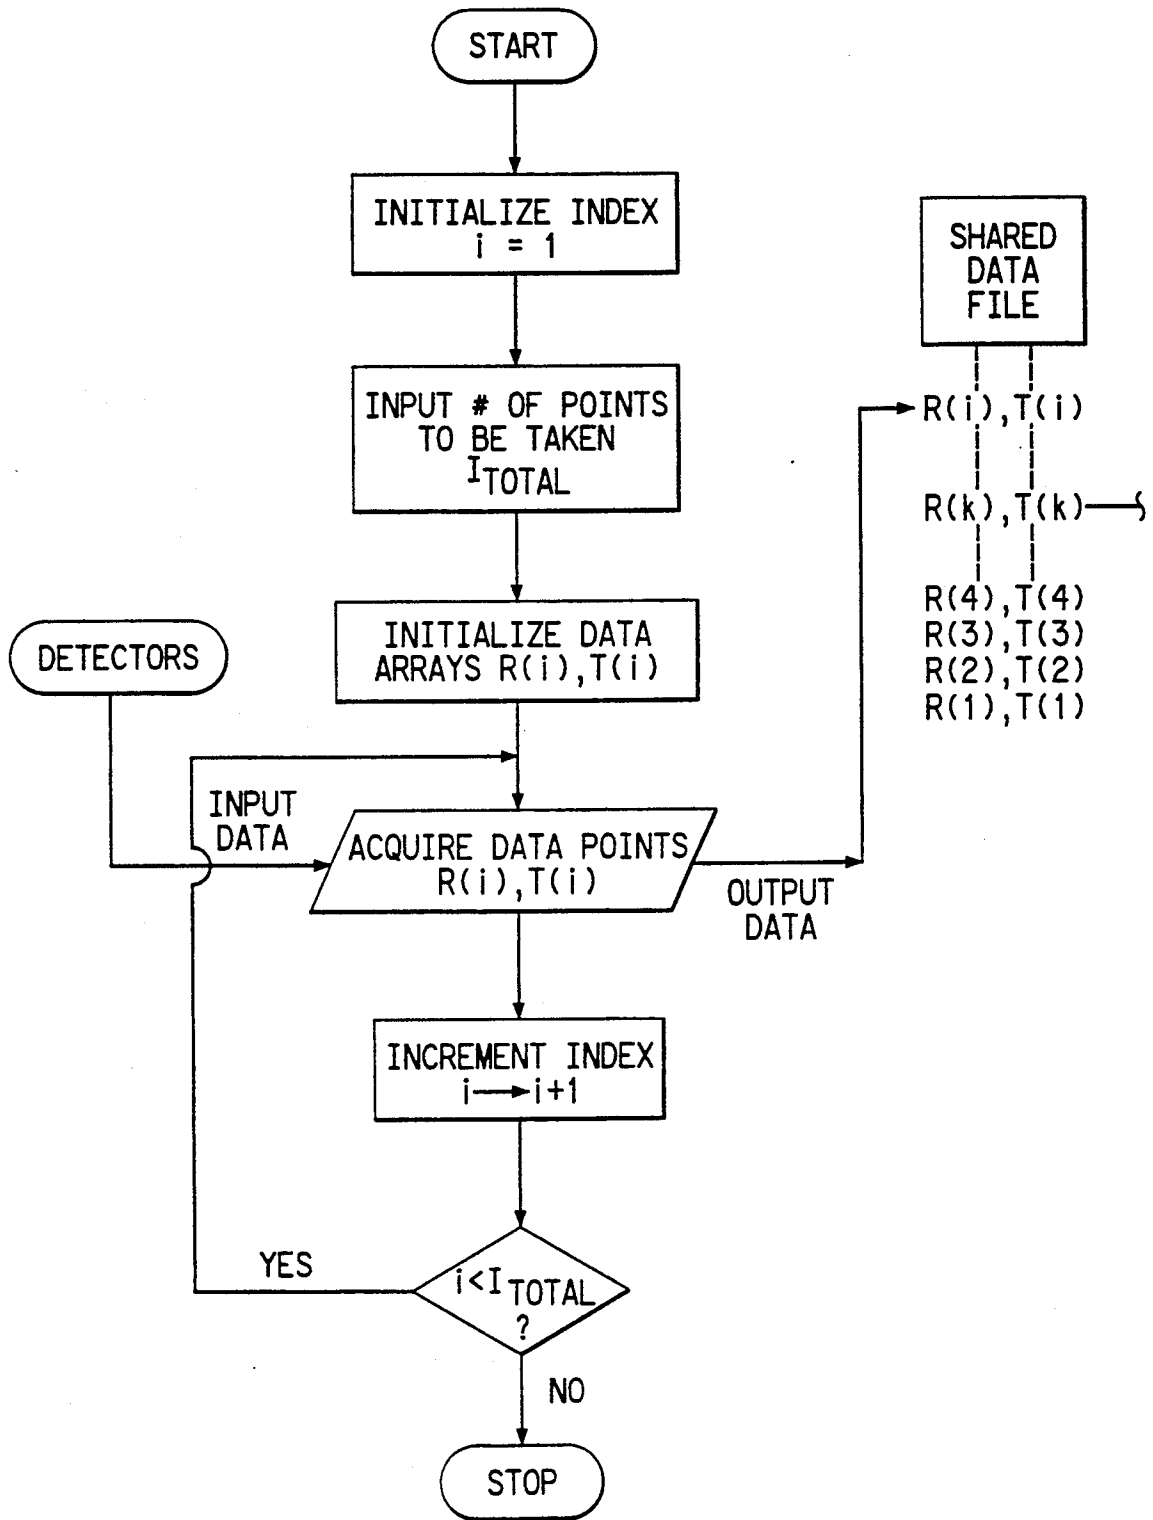 START
INITIALIZE INDEX
i = 1
INPUT # OF POINTS
TO BE TAKEN
I TOTAL
INITIALIZE DATA
ARRAYS R(i),T(i)
DETECTORS
INPUT
DATA
ACQUIRE DATA POINTS
R(i),T(i)
OUTPUT
DATA
INCREMENT INDEX
i→i+1
i<I TOTAL
?
YES
NO
STOP
SHARED
DATA
FILE
R(i),T(i)
R(k),T(k)
R(4),T(4)
R(3),T(3)
R(2),T(2)
R(1),T(1)